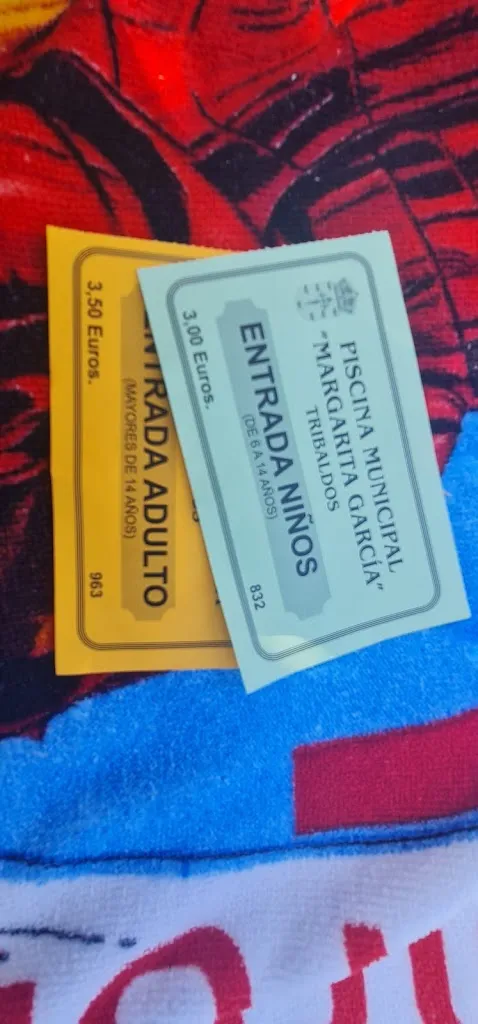 PISCINA MUNICIPAL
"MARGARITA GARCÍA"
TRIBALDOS
ENTRADA NIÑOS
(DE 6 A 14 AÑOS)
3,00 Euros.
832
ENTRADA ADULTO
(MAYORES DE 14 AÑOS)
3,50 Euros.
963